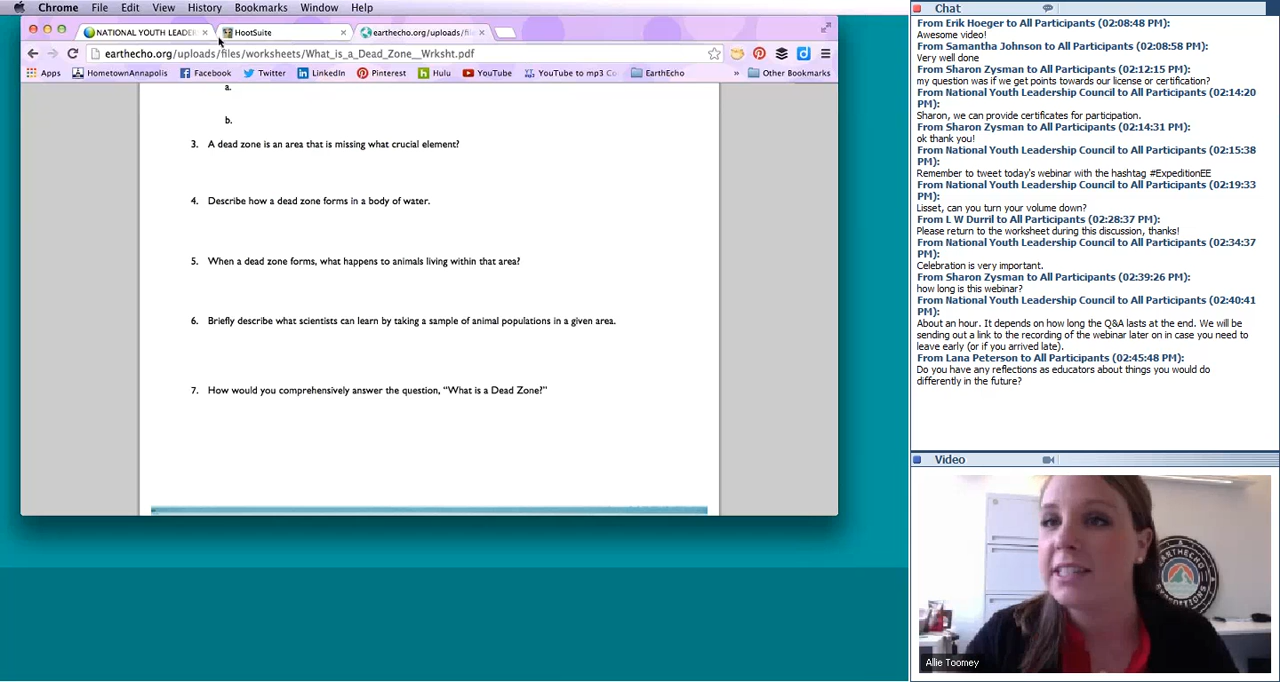 Chrome File Edit View History Bookmarks Window Help
NATIONAL YOUTH LEADE HootSuite earthecho.org/uploads/fil
earthecho.org/uploads/files/worksheets/What_is_a_Dead_Zone__Wrksht.pdf
Apps HometownAnnapolis Facebook Twitter LinkedIn Pinterest Hulu YouTube YouTube to mp3 Co EarthEcho » Other Bookmarks
a.
b.
3. A dead zone is an area that is missing what crucial element?
4. Describe how a dead zone forms in a body of water.
5. When a dead zone forms, what happens to animals living within that area?
6. Briefly describe what scientists can learn by taking a sample of animal populations in a given area.
7. How would you comprehensively answer the question, “What is a Dead Zone?”
Chat
From Erik Hoeger to All Participants (02:08:48 PM):
Awesome video!
From Samantha Johnson to All Participants (02:08:58 PM):
Very well done
From Sharon Zysman to All Participants (02:12:15 PM):
my question was if we get points towards our license or certification?
From National Youth Leadership Council to All Participants (02:14:20
PM):
Sharon, we can provide certificates for participation.
From Sharon Zysman to All Participants (02:14:31 PM):
ok thank you!
From National Youth Leadership Council to All Participants (02:15:38
PM):
Remember to tweet today's webinar with the hashtag #ExpeditionEE
From National Youth Leadership Council to All Participants (02:19:33
PM):
Lisset, can you turn your volume down?
From L W Durril to All Participants (02:28:37 PM):
Please return to the worksheet during this discussion, thanks!
From National Youth Leadership Council to All Participants (02:34:37
PM):
Celebration is very important.
From Sharon Zysman to All Participants (02:39:26 PM):
how long is this webinar?
From National Youth Leadership Council to All Participants (02:40:41
PM):
About an hour. It depends on how long the Q&A lasts at the end. We will be
sending out a link to the recording of the webinar later on in case you need to
leave early (or if you arrived late).
From Lana Peterson to All Participants (02:45:48 PM):
Do you have any reflections as educators about things you would do
differently in the future?
Video
EARTHECHO
EXPEDITIONS
Allie Toomey